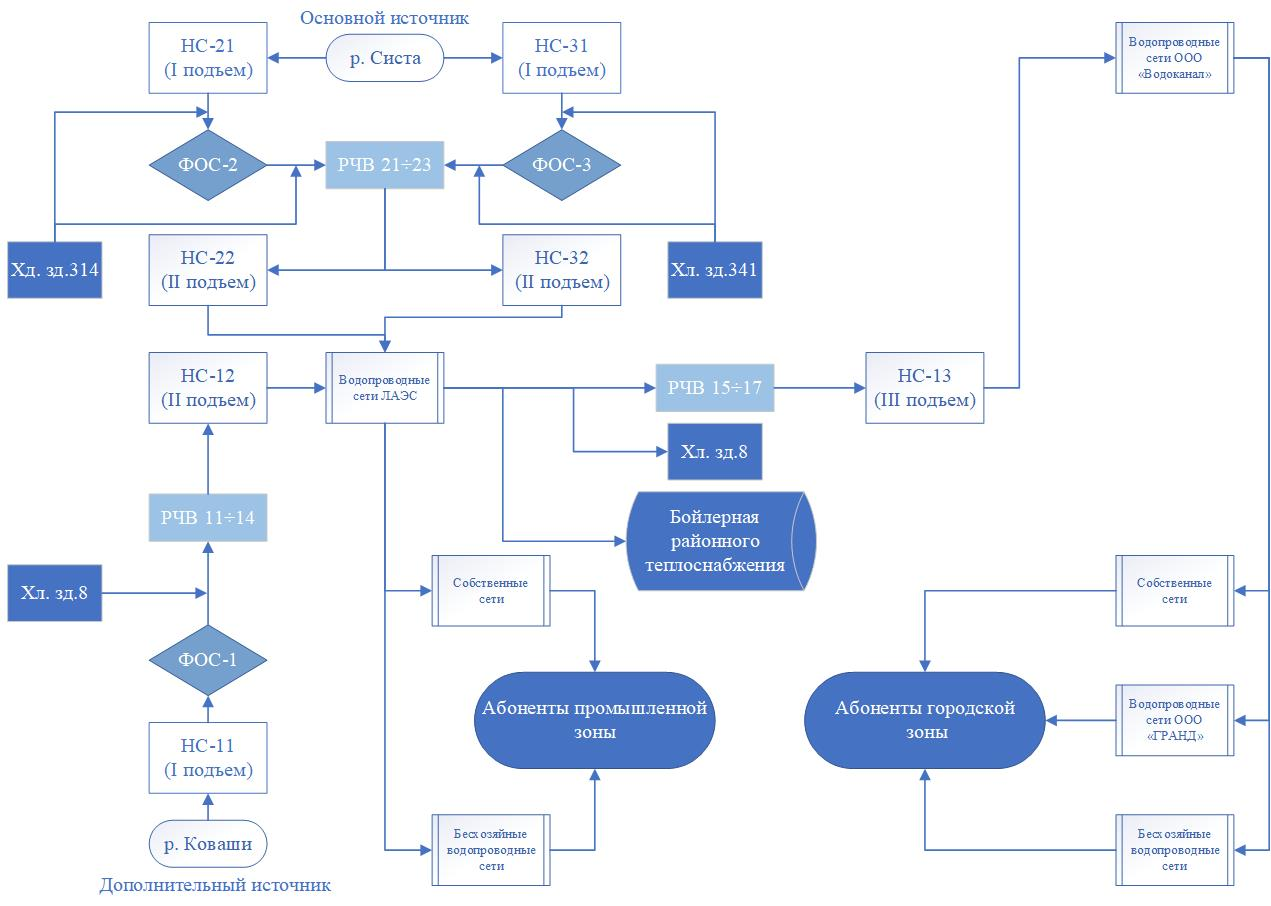 Основной источник
НС-21
(I подъем)
р. Систа
НС-31
(I подъем)
Водопроводные
сети ООО
«Водоканал»
ФОС-2
РЧВ 21÷23
ФОС-3
Хд. зд.314
НС-22
(II подъем)
НС-32
(II подъем)
Хл. зд.341
НС-12
(II подъем)
Водопроводные
сети ЛАЭС
РЧВ 15÷17
НС-13
(III подъем)
Хл. зд.8
РЧВ 11÷14
Бойлерная
районного
теплоснабжения
Хл. зд.8
Собственные
сети
Собственные
сети
ФОС-1
Абоненты промышленной
зоны
Абоненты городской
зоны
Водопроводные
сети ООО
«ГРАНД»
НС-11
(I подъем)
р. Коваши
Бесхозяйные
водопроводные
сети
Бесхозяйные
водопроводные
сети
Дополнительный источник